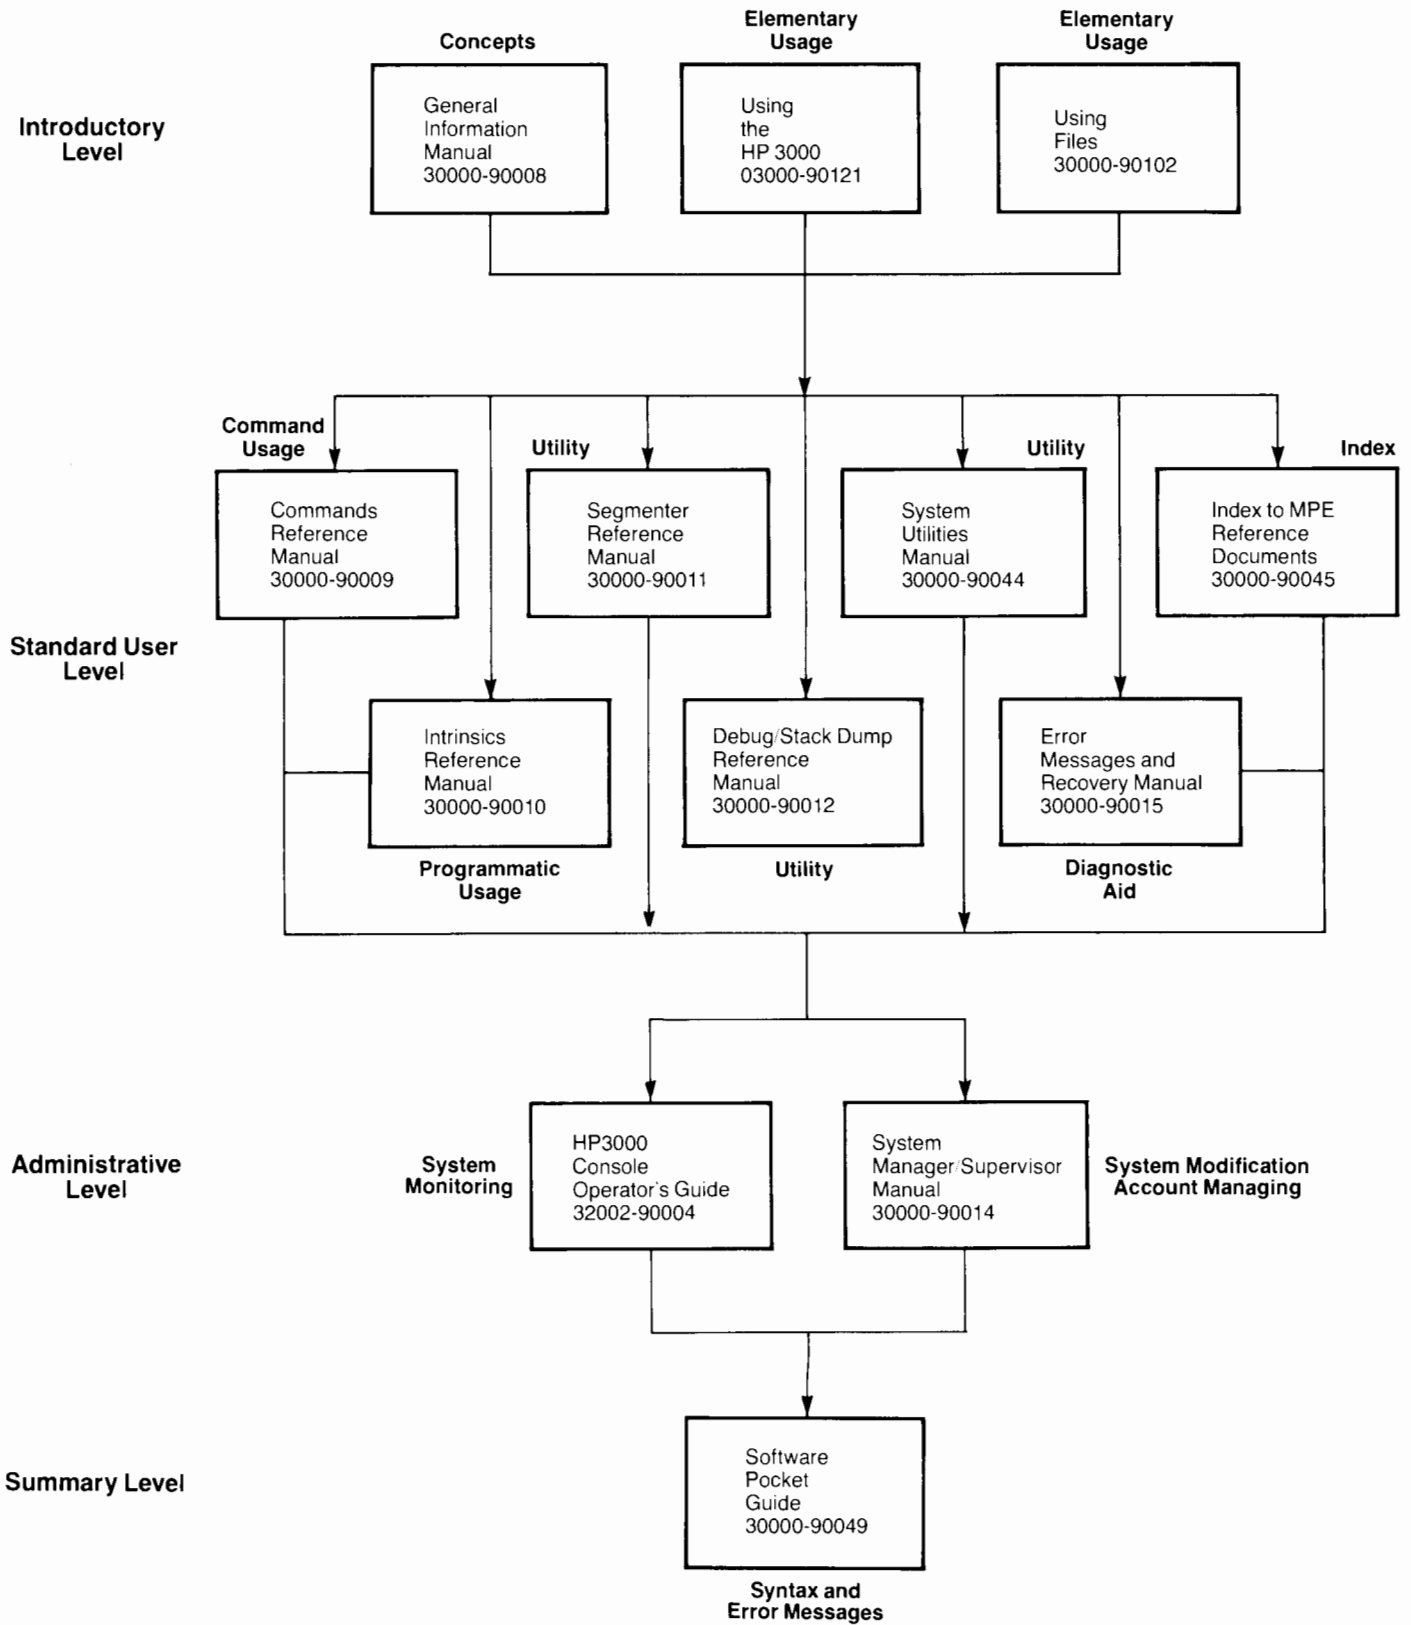 Concepts
Elementary
Usage
Elementary
Usage
Introductory
Level
General
Information
Manual
30000-90008
Using
the
HP 3000
03000-90121
Using
Files
30000-90102
Command
Usage
Utility
Utility
Index
Commands
Reference
Manual
30000-90009
Segmenter
Reference
Manual
30000-90011
System
Utilities
Manual
30000-90044
Index to MPE
Reference
Documents
30000-90045
Standard User
Level
Intrinsics
Reference
Manual
30000-90010
Debug/Stack Dump
Reference
Manual
30000-90012
Error
Messages and
Recovery Manual
30000-90015
Programmatic
Usage
Utility
Diagnostic
Aid
Administrative
Level
System
Monitoring
HP3000
Console
Operator's Guide
32002-90004
System
Manager/Supervisor
Manual
30000-90014
System Modification
Account Managing
Summary Level
Software
Pocket
Guide
30000-90049
Syntax and
Error Messages